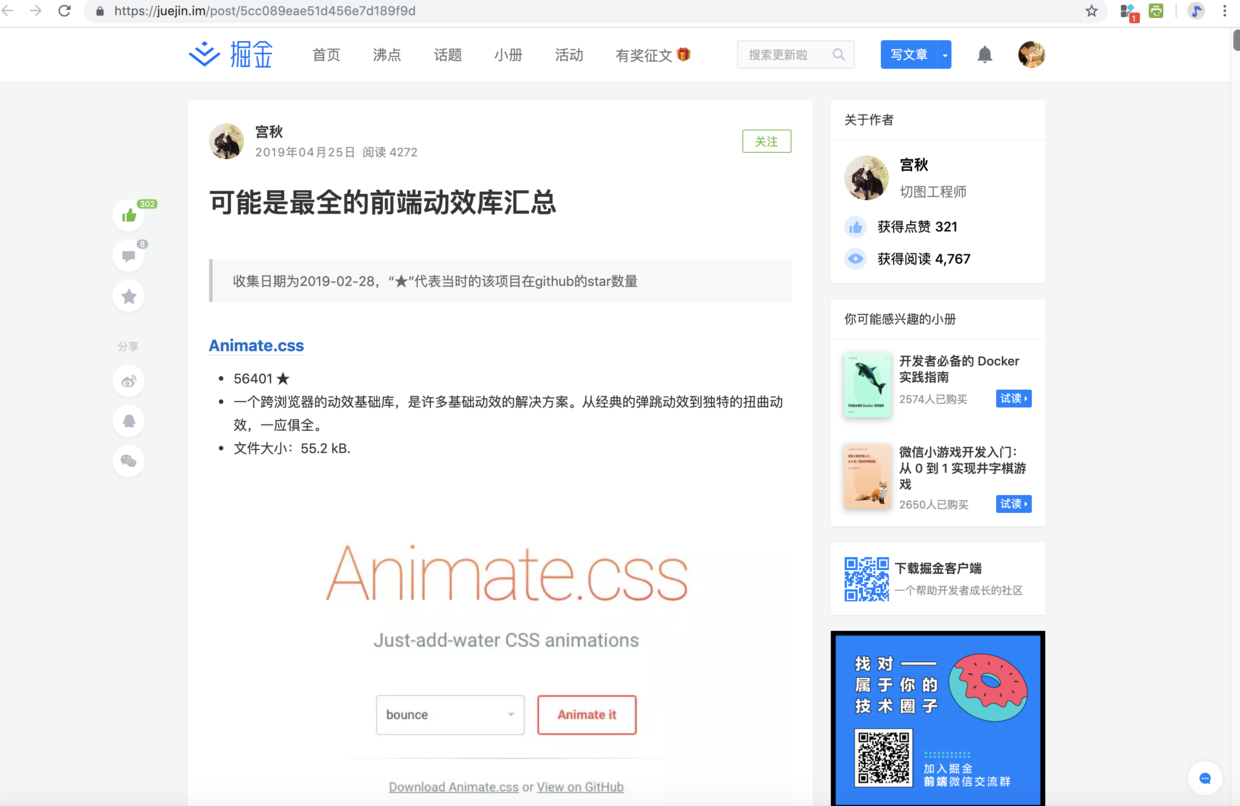 https://juejin.im/post/5cc089eae51d456e7d189f9d
1
掘金
首页
沸点
话题
小册
活动
有奖征文
搜索更新啦
写文章
宫秋
2019年04月25日 阅读 4272
关注
可能是最全的前端动效库汇总
302
8
分享
收集日期为2019-02-28，“★”代表当时的该项目在github的star数量
Animate.css
56401 ★
一个跨浏览器的动效基础库，是许多基础动效的解决方案。从经典的弹跳动效到独特的扭曲动
效，一应俱全。
文件大小：55.2 kB.
Animate.css
Just-add-water CSS animations
bounce
Animate it
Download Animate.css or View on GitHub
关于作者
宫秋
切图工程师
获得点赞 321
获得阅读 4,767
你可能感兴趣的小册
开发者必备的 Docker
实践指南
2574人已购买
试读
微信小游戏开发入门：
从 0 到 1 实现井字棋游
戏
2650人已购买
试读
下载掘金客户端
一个帮助开发者成长的社区
找对
属于你的
技术圈子
加入掘金
前端微信交流群